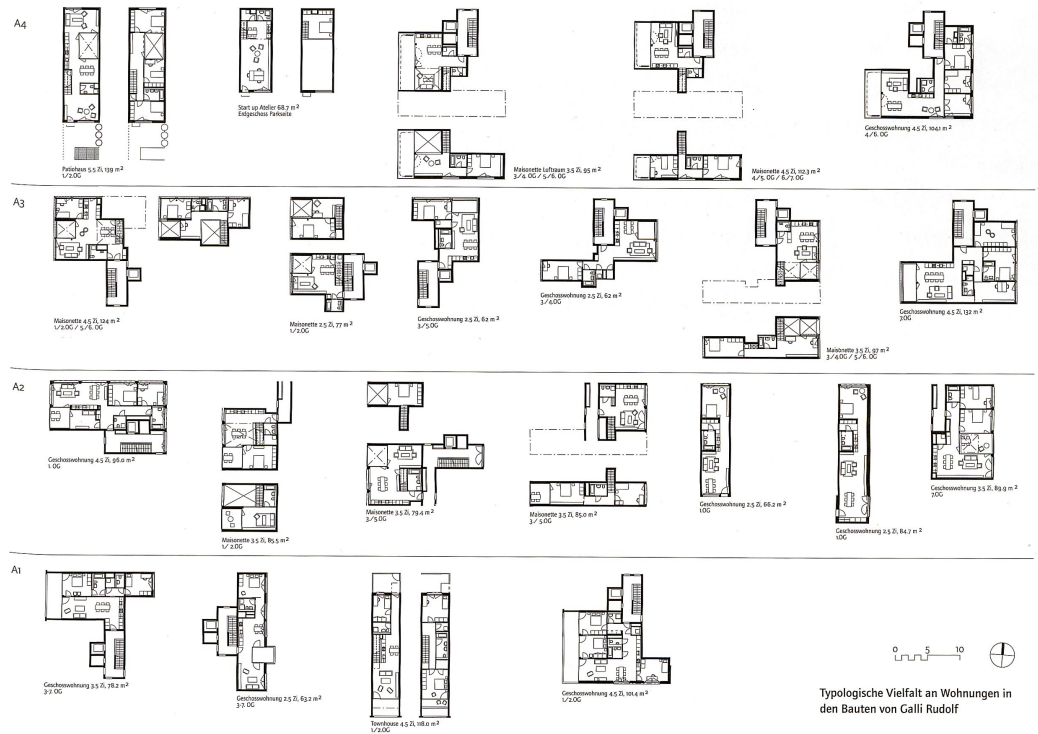 A4
Patiohaus 5.5 Zi, 139 m²
1/2.OG
Start up Atelier 68.7 m²
Erdgeschoss Parkseite
Maisonette Luftraum 3.5 Zi, 95 m²
3./4. OG / 5./6. OG
Maisonette 4.5 Zi, 112.3 m²
4./5. OG / 6./7. OG
Geschosswohnung 4.5 Zi, 104.1 m²
4./6. OG
A3
Maisonette 4.5 Zi, 124 m²
1./2.OG / 5./6. OG
Maisonette 2.5 Zi, 77 m²
1./2.OG
Geschosswohnung 2.5 Zi, 62 m²
3./5.OG
Geschosswohnung 2.5 Zi, 62 m²
3./4.OG
Maisonette 3.5 Zi, 97 m²
3./4.OG / 5./6. OG
Geschosswohnung 4.5 Zi, 132 m²
7.OG
A2
Geschosswohnung 4.5 Zi, 96.0 m²
1. OG
Maisonette 3.5 Zi, 85.5 m²
1./ 2.OG
Maisonette 3.5 Zi, 79.4 m²
3./5.OG
Maisonette 3.5 Zi, 85.0 m²
3./ 5.OG
Geschosswohnung 2.5 Zi, 66.2 m²
1.OG
Geschosswohnung 2.5 Zi, 84.7 m²
1.OG
Geschosswohnung 3.5 Zi, 89.9 m²
7.OG
A1
Geschosswohnung 3.5 Zi, 78.2 m²
3-7. OG
Geschosswohnung 2.5 Zi, 63.2 m²
3-7. OG
Townhouse 4.5 Zi, 118.0 m²
1./2.OG
Geschosswohnung 4.5 Zi, 101.4 m²
1./2.OG
0 5 10
Typologische Vielfalt an Wohnungen in
den Bauten von Galli Rudolf